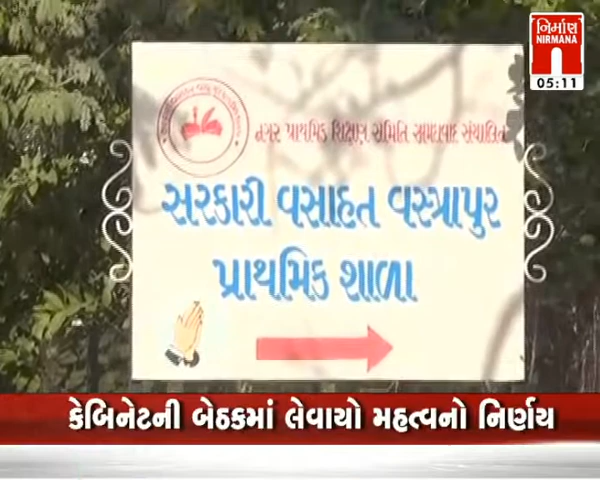 નિર્માણ
NIRMANA
05:11
નગર પ્રાથમિક શિક્ષણ સમિતિ અમદાવાદ સંચાલિત
સરકારી વસાહત વસ્ત્રાપુર
પ્રાથમિક શાળા
કેબિનેટની બેઠકમાં લેવાયો મહત્વનો નિર્ણય